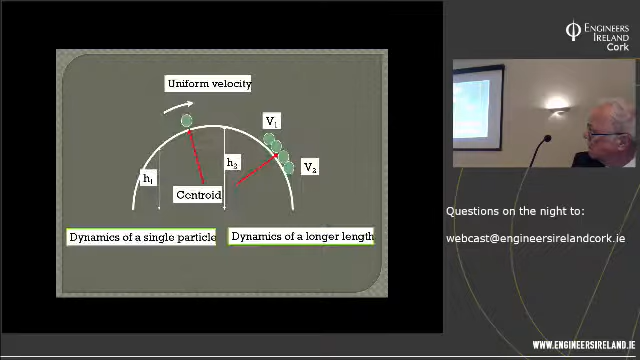 ENGINEERS
IRELAND
Cork
Uniform velocity
V1
h2
V2
h1
Centroid
Dynamics of a single particle
Dynamics of a longer length
Questions on the night to:
webcast@engineersirelandcork.ie
WWW.ENGINEERSIRELAND.IE